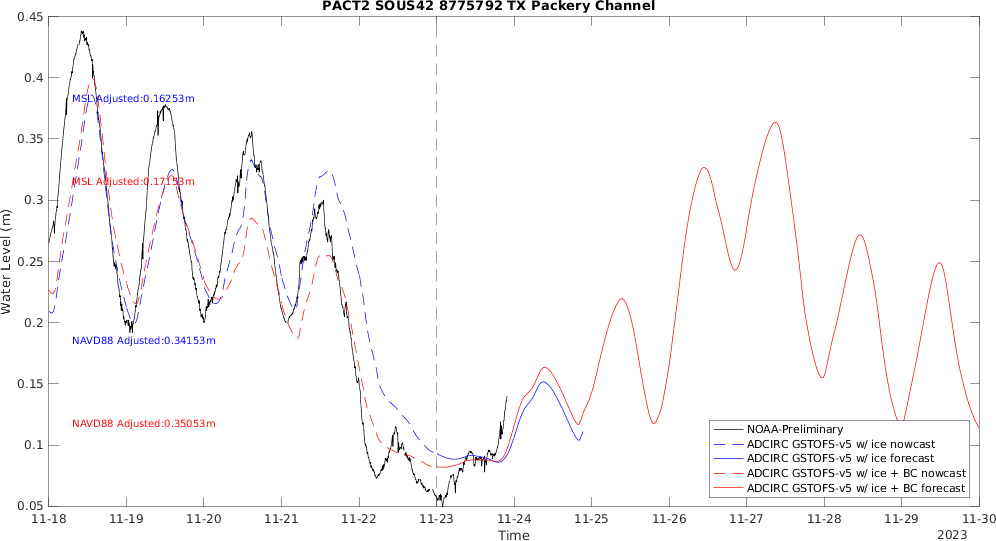 PACT2 SOUS42 8775792 TX Packery Channel
Water Level (m)
0.45
0.4
0.35
0.3
0.25
0.2
0.15
0.1
0.05
MSL Adjusted:0.16253m
MSL Adjusted:0.17153m
NAVD88 Adjusted:0.34153m
NAVD88 Adjusted:0.35053m
NOAA-Preliminary
ADCIRC GSTOFS-v5 w/ ice nowcast
ADCIRC GSTOFS-v5 w/ ice forecast
ADCIRC GSTOFS-v5 w/ ice + BC nowcast
ADCIRC GSTOFS-v5 w/ ice + BC forecast
11-18 11-19 11-20 11-21 11-22 11-23 11-24 11-25 11-26 11-27 11-28 11-29 11-30
Time
2023